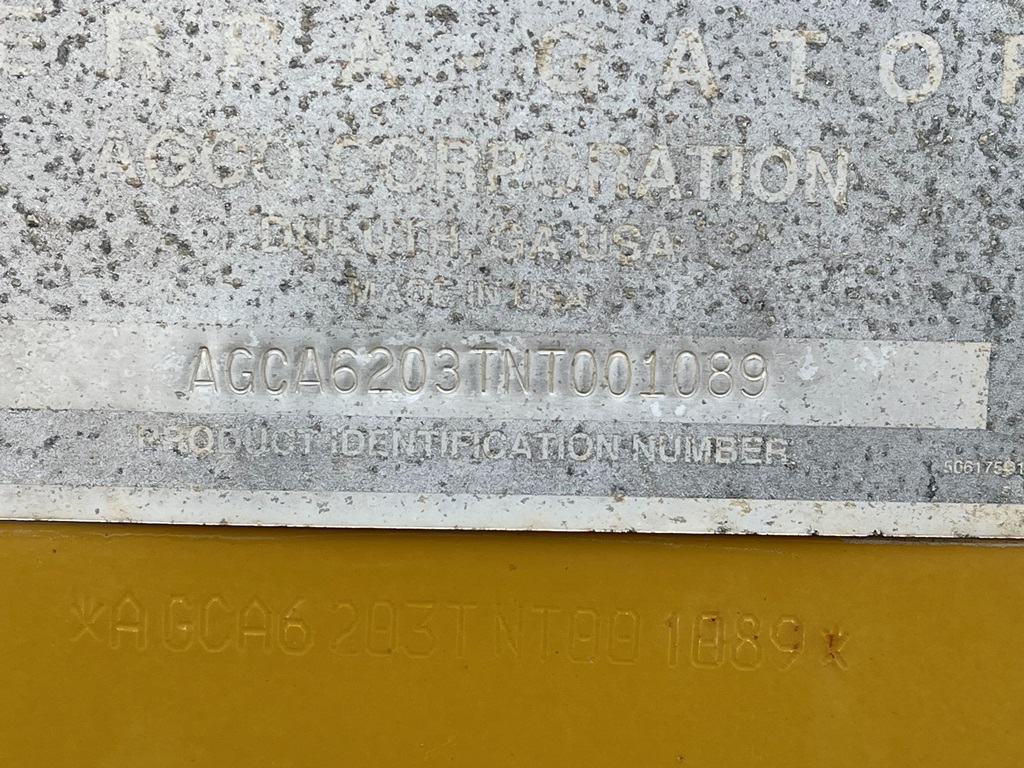 ERRA-GATOR
AGCO CORPORATION
DULUTH, GA USA
MADE IN USA
AGCA6203TNT001089
PRODUCT IDENTIFICATION NUMBER
*AGCA6203TNT001089*